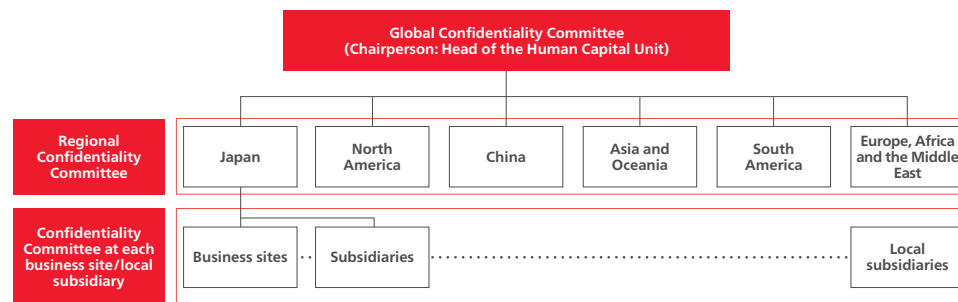 Global Confidentiality Committee
(Chairperson: Head of the Human Capital Unit)
Regional
Confidentiality
Committee
Japan
North
America
China
Asia and
Oceania
South
America
Europe, Africa
and the Middle
East
Confidentiality
Committee at each
business site/local
subsidiary
Business sites
Subsidiaries
Local
subsidiaries